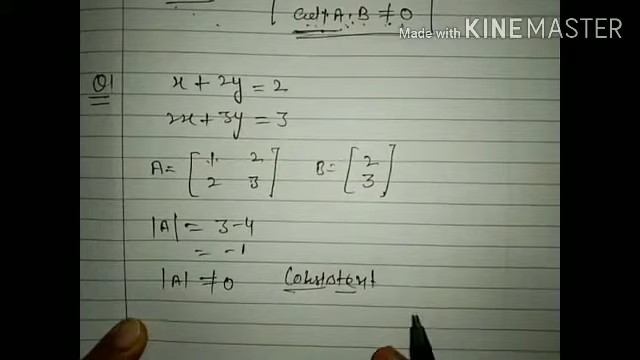 (adj A) . B ≠ 0
Made with KINEMASTER
Q1 x + 2y = 2
2x + 3y = 3
A = [ 1 2 B = [ 2
2 3 ] 3 ]
|A| = 3 - 4
= -1
|A| ≠ 0 Consistent